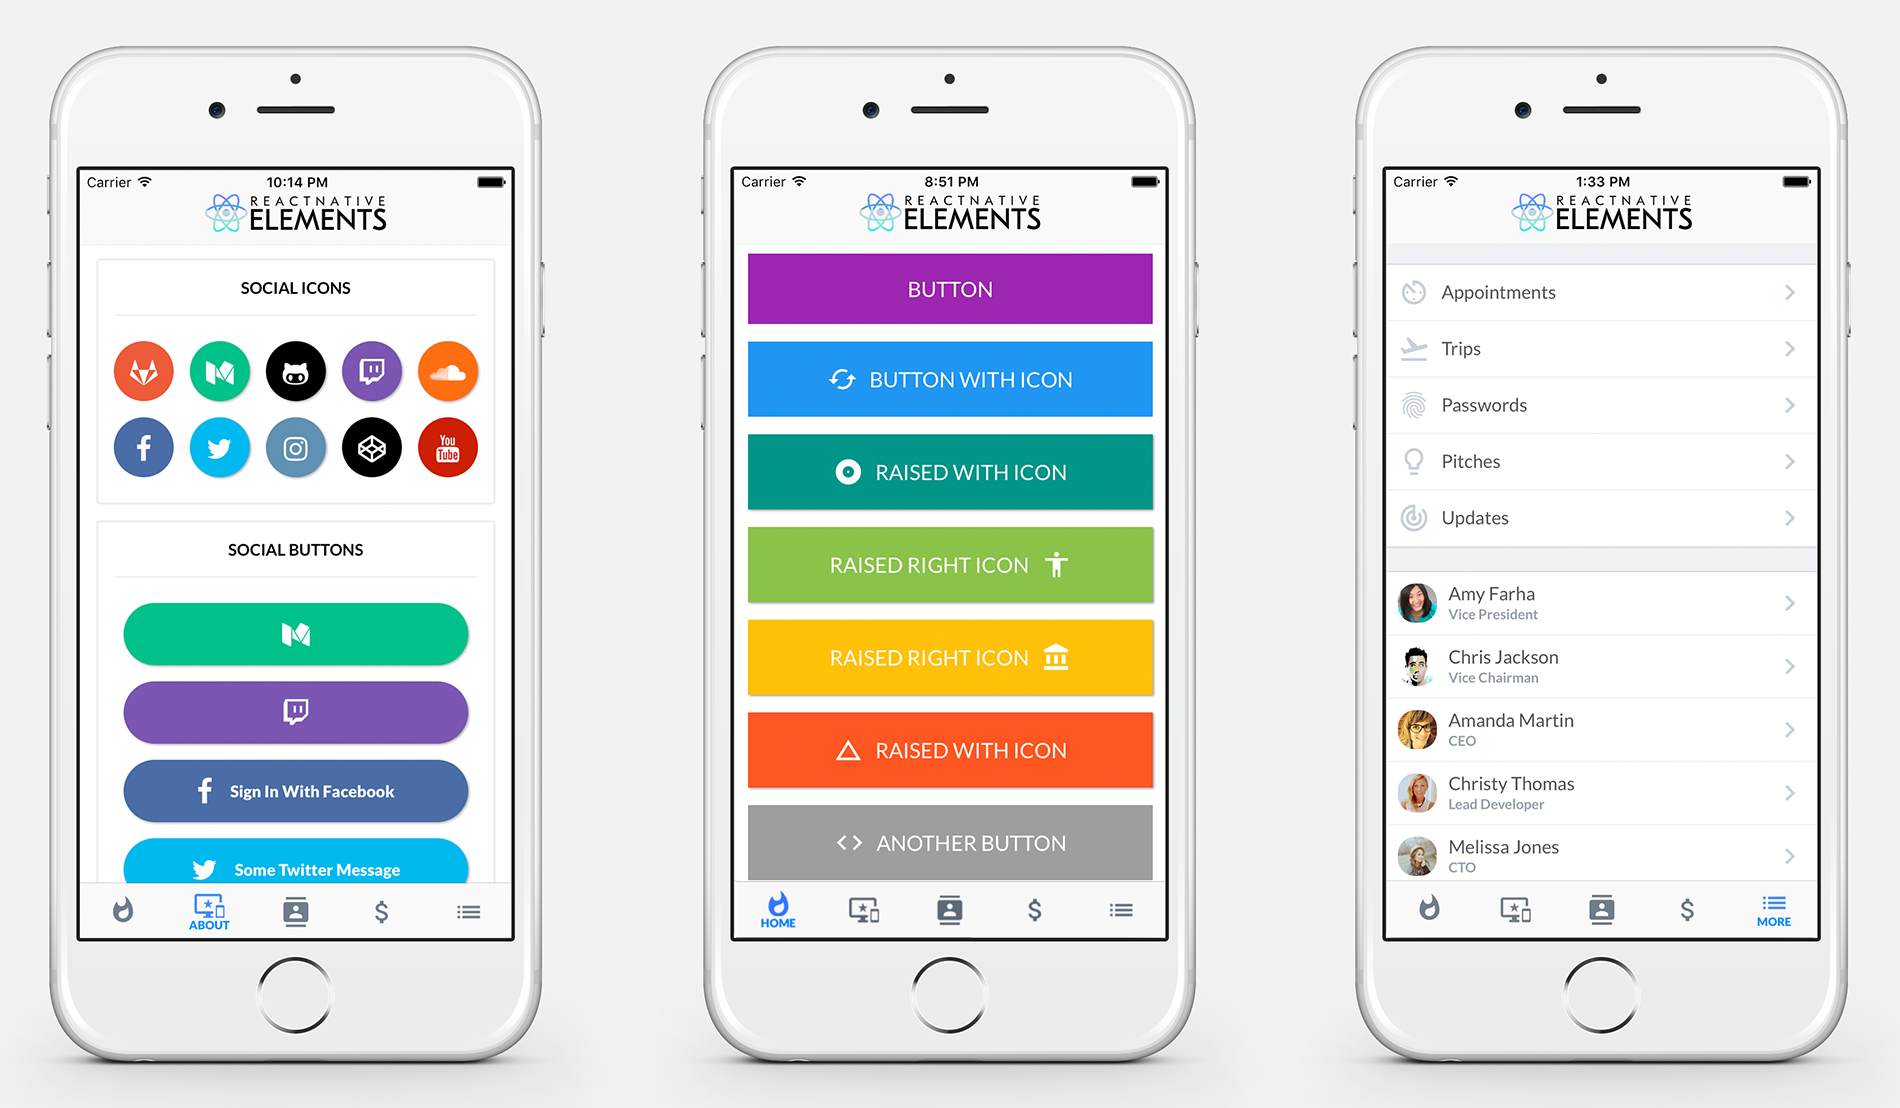 Carrier 10:14 PM
REACTNATIVE
ELEMENTS
SOCIAL ICONS
You
Tube
SOCIAL BUTTONS
Sign In With Facebook
Some Twitter Message
ABOUT
$
Carrier 8:51 PM
REACTNATIVE
ELEMENTS
BUTTON
BUTTON WITH ICON
RAISED WITH ICON
RAISED RIGHT ICON
RAISED RIGHT ICON
RAISED WITH ICON
<> ANOTHER BUTTON
HOME
$
Carrier 1:33 PM
REACTNATIVE
ELEMENTS
Appointments
Trips
Passwords
Pitches
Updates
Amy Farha
Vice President
Chris Jackson
Vice Chairman
Amanda Martin
CEO
Christy Thomas
Lead Developer
Melissa Jones
CTO
$
MORE